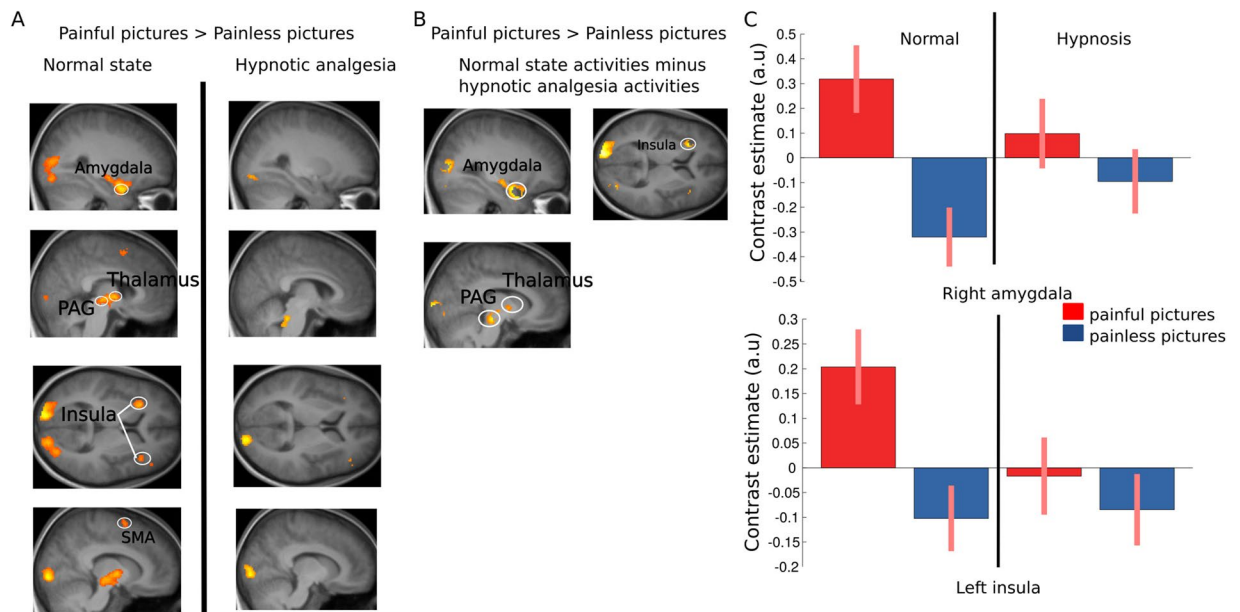 A
Painful pictures > Painless pictures
Normal state
Hypnotic analgesia
Amygdala
Thalamus
PAG
Insula
SMA
B
Painful pictures > Painless pictures
Normal state activities minus
hypnotic analgesia activities
Amygdala
Insula
Thalamus
PAG
C
Normal
Hypnosis
Contrast estimate (a.u)
0.5
0.4
0.3
0.2
0.1
0
-0.1
-0.2
-0.3
-0.4
-0.5
Right amygdala
painful pictures
painless pictures
Contrast estimate (a.u)
0.3
0.25
0.2
0.15
0.1
0.05
0
-0.05
-0.1
-0.15
-0.2
Left insula